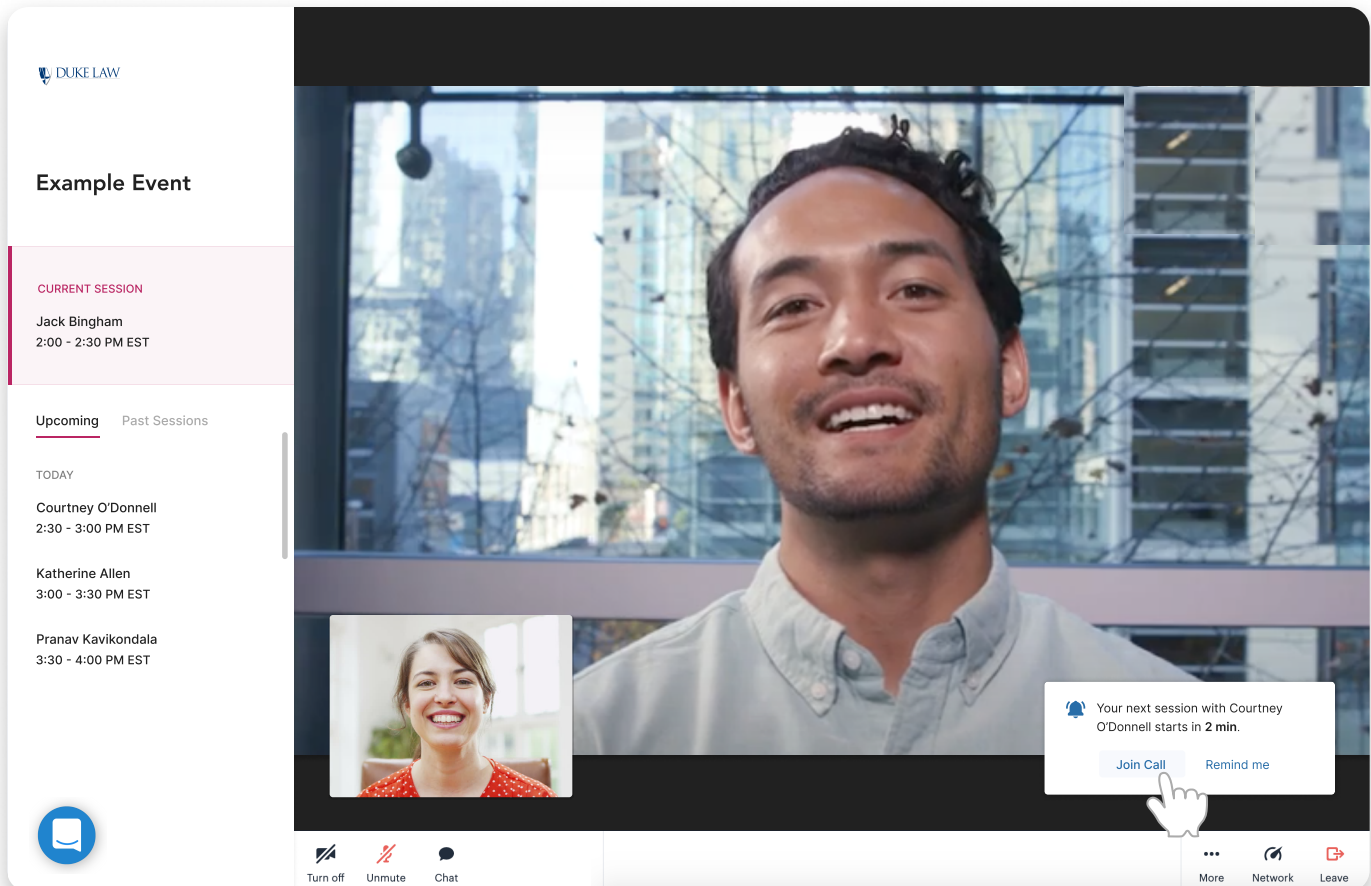 DUKE LAW
Example Event
CURRENT SESSION
Jack Bingham
2:00 - 2:30 PM EST
Upcoming
Past Sessions
TODAY
Courtney O'Donnell
2:30 - 3:00 PM EST
Katherine Allen
3:00 - 3:30 PM EST
Pranav Kavikondala
3:30 - 4:00 PM EST
Your next session with Courtney
O'Donnell starts in 2 min.
Join Call
Remind me
Turn off
Unmute
Chat
More
Network
Leave